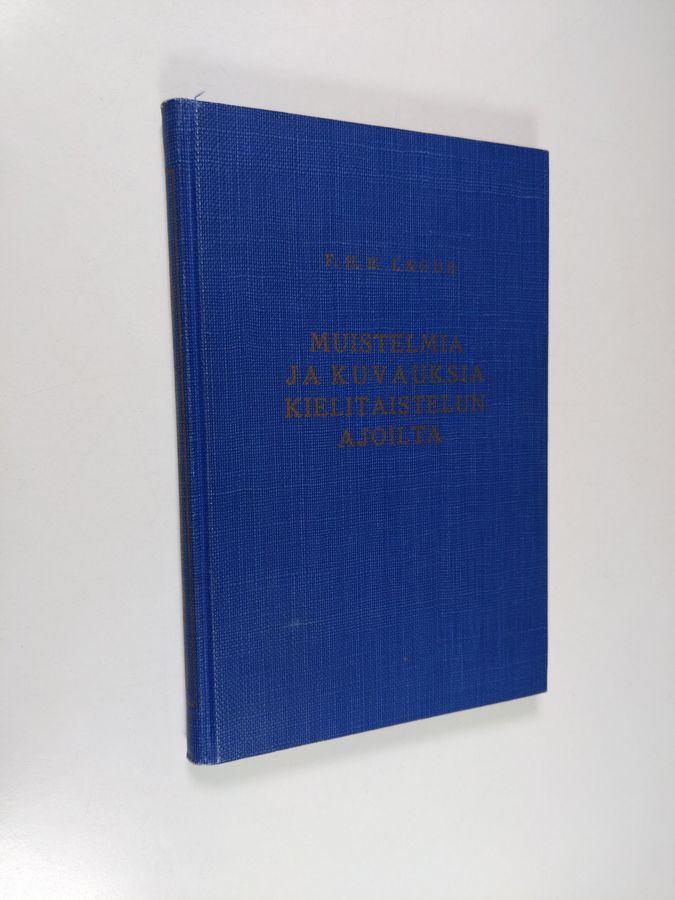 F. H. B. LAGUS
MUISTELMIA
JA KUVAUKSIA
KIELITAISTELUN
AJOILTA